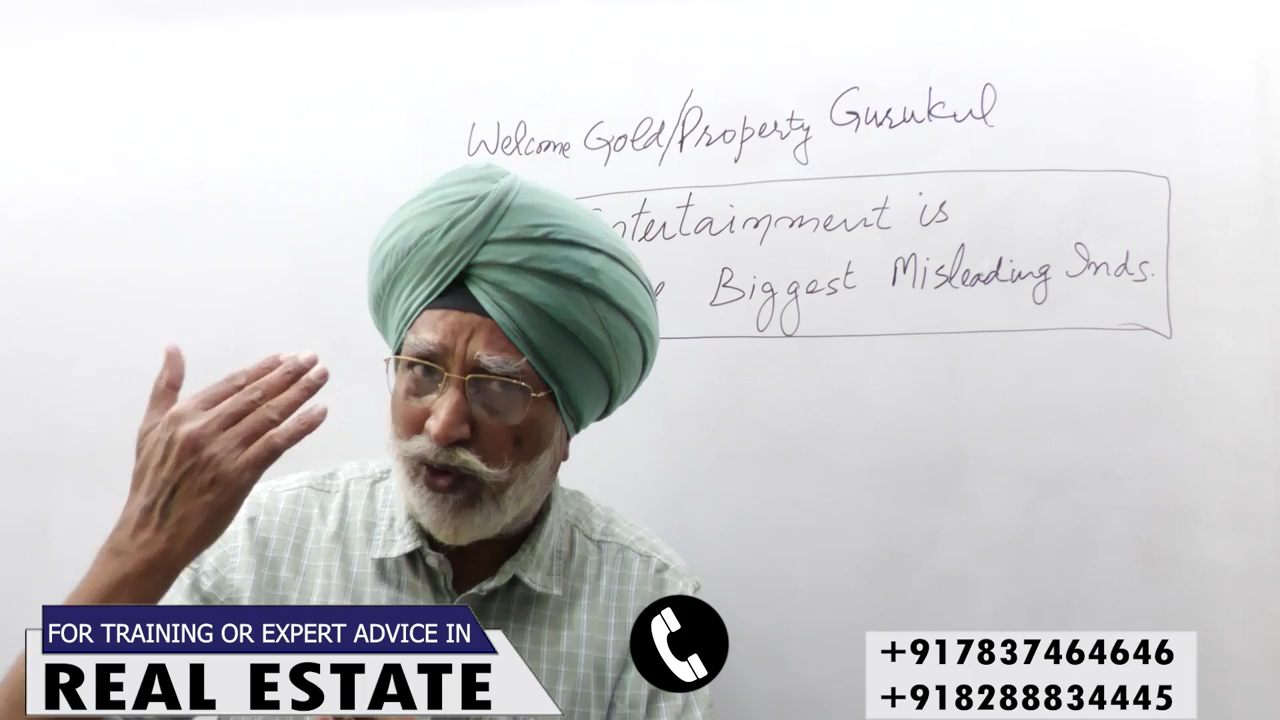 Welcome Gold/Property Gurukul
ntertainment is
Biggest Misleading Inds.
FOR TRAINING OR EXPERT ADVICE IN
REAL ESTATE
+917837464646
+918288834445